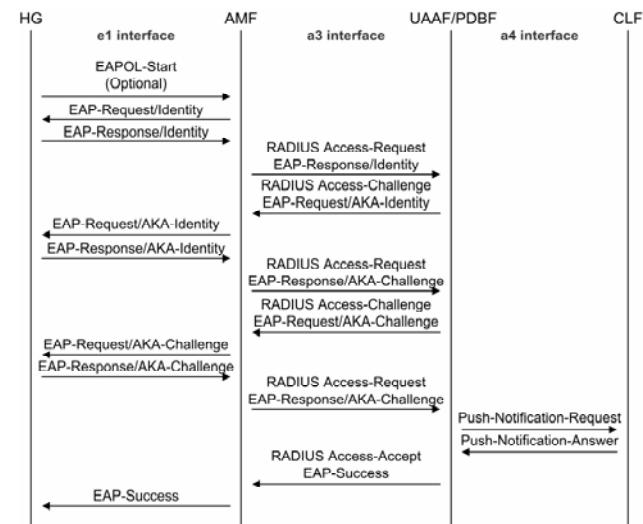 HG AMF UAAF/PDBF CLF
e1 interface a3 interface a4 interface
EAPOL-Start
(Optional)
EAP-Request/Identity
EAP-Response/Identity
RADIUS Access-Request
EAP-Response/Identity
RADIUS Access-Challenge
EAP-Request/AKA-Identity
EAP-Request/AKA-Identity
EAP-Response/AKA-Identity
RADIUS Access-Request
EAP-Response/AKA-Challenge
RADIUS Access-Challenge
EAP-Request/AKA-Challenge
EAP-Request/AKA-Challenge
EAP-Response/AKA-Challenge
RADIUS Access-Request
EAP-Response/AKA-Challenge
Push-Notification-Request
Push-Notification-Answer
RADIUS Access-Accept
EAP-Success
EAP-Success